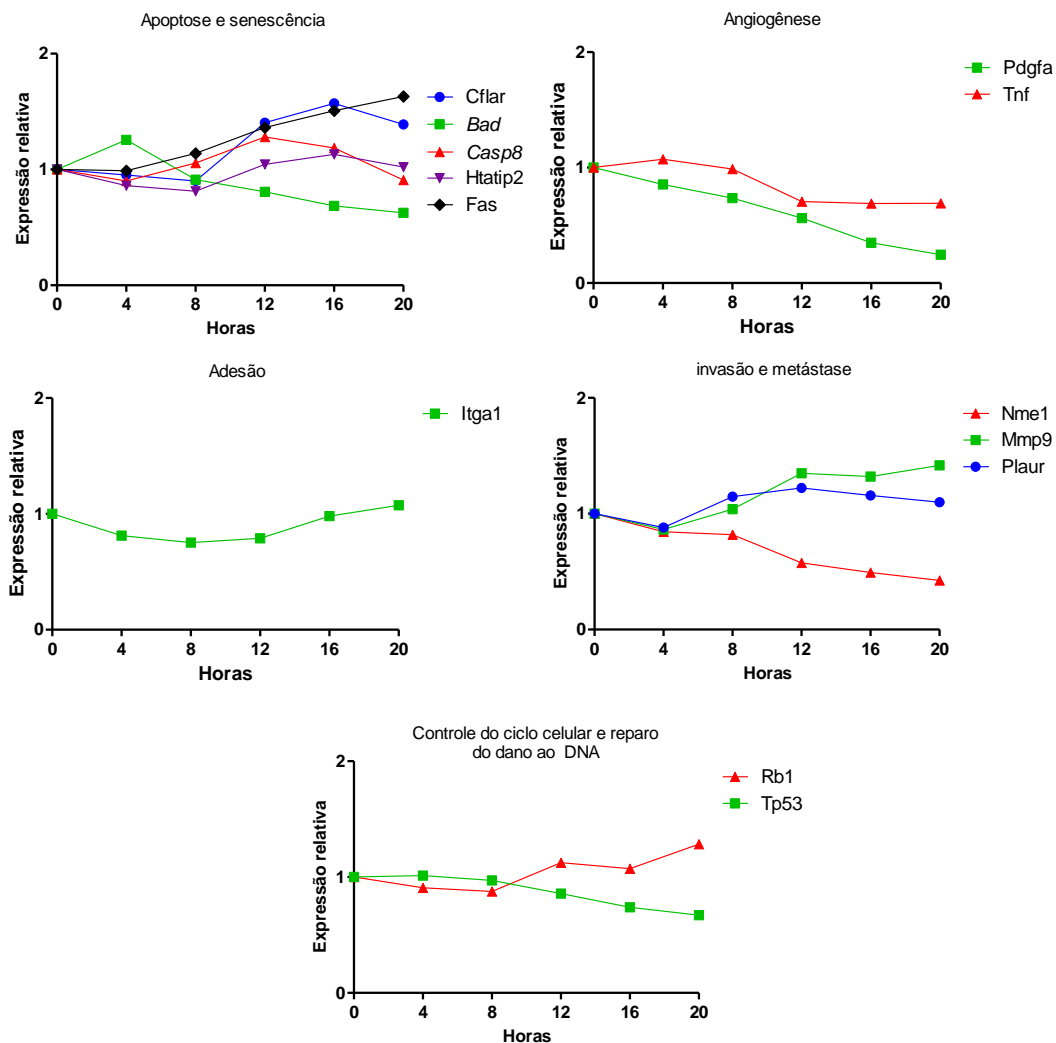 Apoptose e senescência
Expressão relativa
2
1
0
0 4 8 12 16 20
Horas
Cflar
Bad
Casp8
Htatip2
Fas
Angiogênese
Expressão relativa
2
1
0
0 4 8 12 16 20
Horas
Pdgfa
Tnf
Adesão
Expressão relativa
2
1
0
0 4 8 12 16 20
Horas
Itga1
invasão e metástase
Expressão relativa
2
1
0
0 4 8 12 16 20
Horas
Nme1
Mmp9
Plaur
Controle do ciclo celular e reparo
do dano ao DNA
Expressão relativa
2
1
0
0 4 8 12 16 20
Horas
Rb1
Tp53